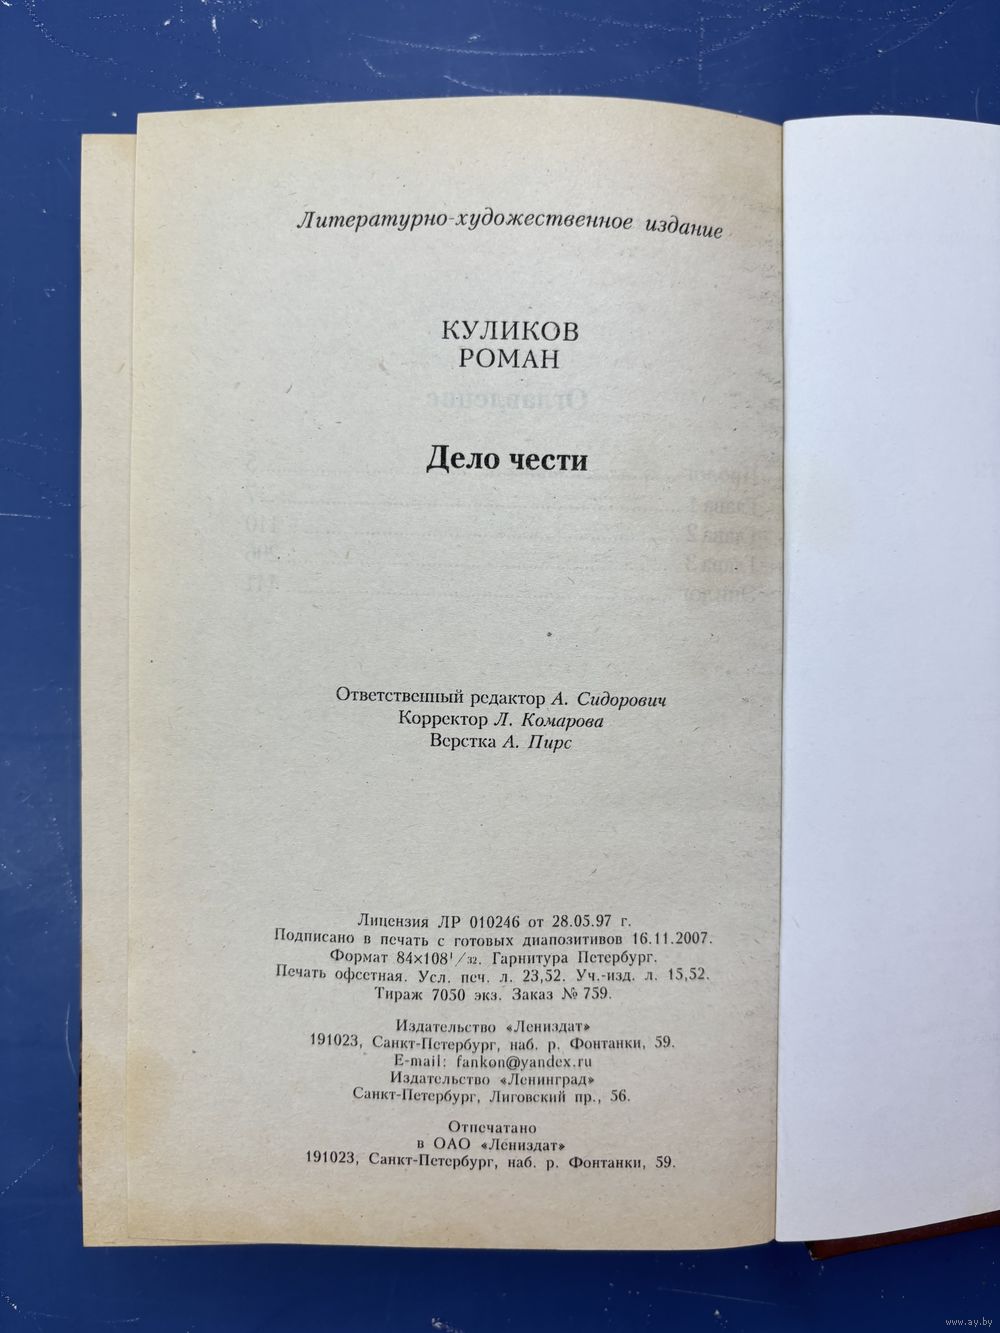 Литературно-художественное издание
КУЛИКОВ
РОМАН
Дело чести
Ответственный редактор А. Сидорович
Корректор Л. Комарова
Верстка А. Пирс
Лицензия ЛР 010246 от 28.05.97 г.
Подписано в печать с готовых диапозитивов 16.11.2007.
Формат 84×108¹/₃₂. Гарнитура Петербург.
Печать офсетная. Усл. печ. л. 23,52. Уч.-изд. л. 15,52.
Тираж 7050 экз. Заказ № 759.
Издательство «Лениздат»
191023, Санкт-Петербург, наб. р. Фонтанки, 59.
E-mail: fankon@yandex.ru
Издательство «Ленинград»
Санкт-Петербург, Лиговский пр., 56.
Отпечатано
в ОАО «Лениздат»
191023, Санкт-Петербург, наб. р. Фонтанки, 59.
www.ay.by